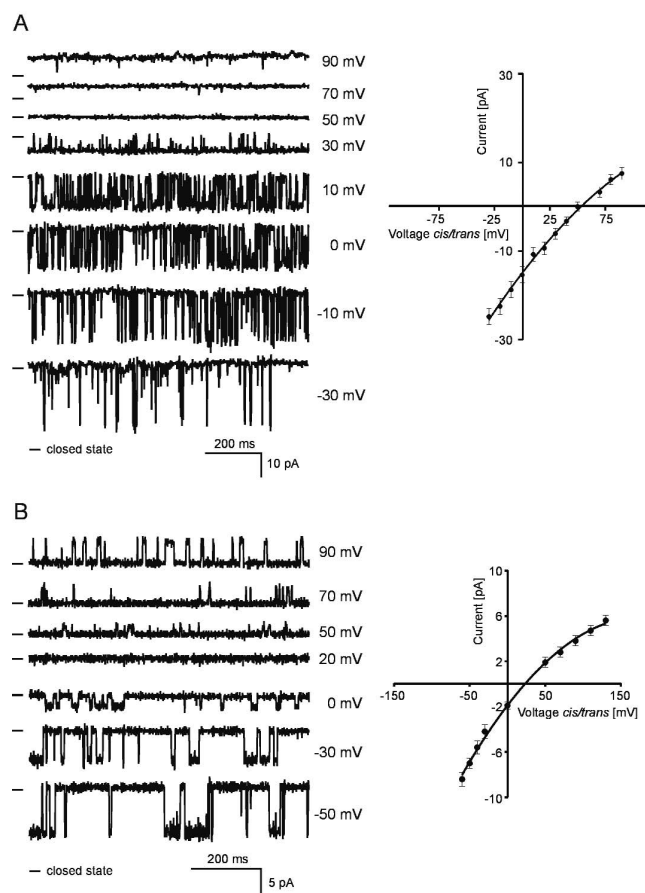 A
90 mV
70 mV
50 mV
30 mV
10 mV
0 mV
-10 mV
-30 mV
closed state
200 ms
10 pA
Current [pA]
30
10
-10
-30
-75
-25
25
75
Voltage cis/trans [mV]
B
90 mV
70 mV
50 mV
20 mV
0 mV
-30 mV
-50 mV
closed state
200 ms
5 pA
Current [pA]
10
6
2
-2
-6
-10
-150
-50
50
150
Voltage cis/trans [mV]